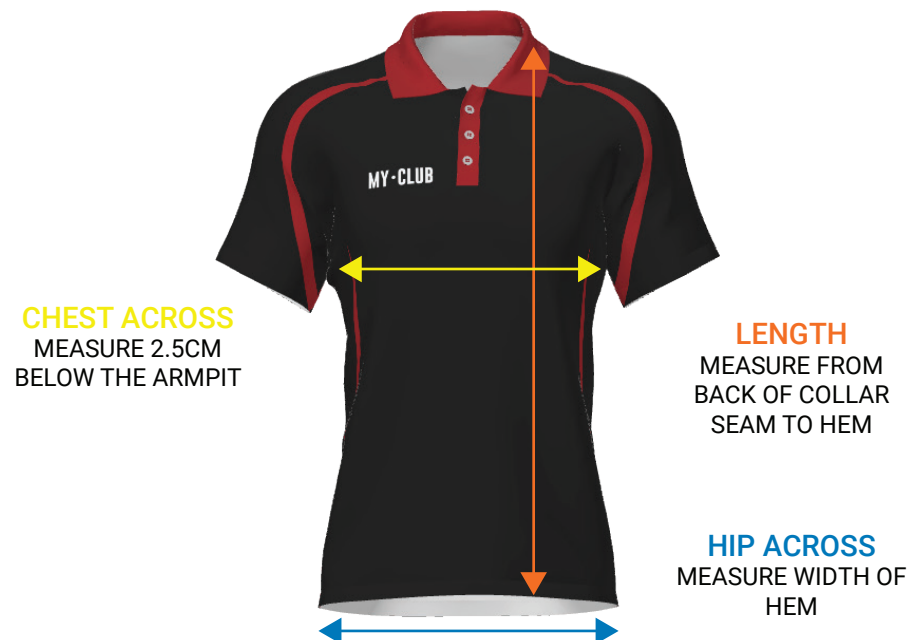 MY-CLUB
CHEST ACROSS
MEASURE 2.5CM
BELOW THE ARMPIT
LENGTH
MEASURE FROM
BACK OF COLLAR
SEAM TO HEM
HIP ACROSS
MEASURE WIDTH OF
HEM